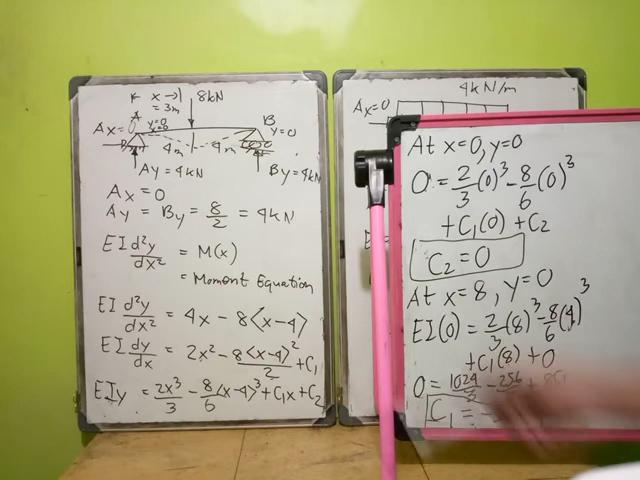 x →|
= 3m
8kN
A
B
Ax=0
y=0
y=0
4m
4m
Ay = 4kN
By = 4kN
Ax = 0
Ay = By = 8/2 = 4kN
EI d²y/dx² = M(x)
= Moment Equation
EI d²y/dx² = 4x - 8<x-4>
EI dy/dx = 2x² - 8<x-4>²/2 + C₁
EIy = 2x³/3 - 8/6<x-4>³ + C₁x + C₂
4kN/m
Ax=0
At x=0, y=0
0 = 2/3(0)³ - 8/6(0)³
+C₁(0) + C₂
C₂ = 0
At x=8, y=0
EI(0) = 2/3(8)³ - 8/6(4)³
+C₁(8) + 0
0 = 1024/3 - 256
C₁ =